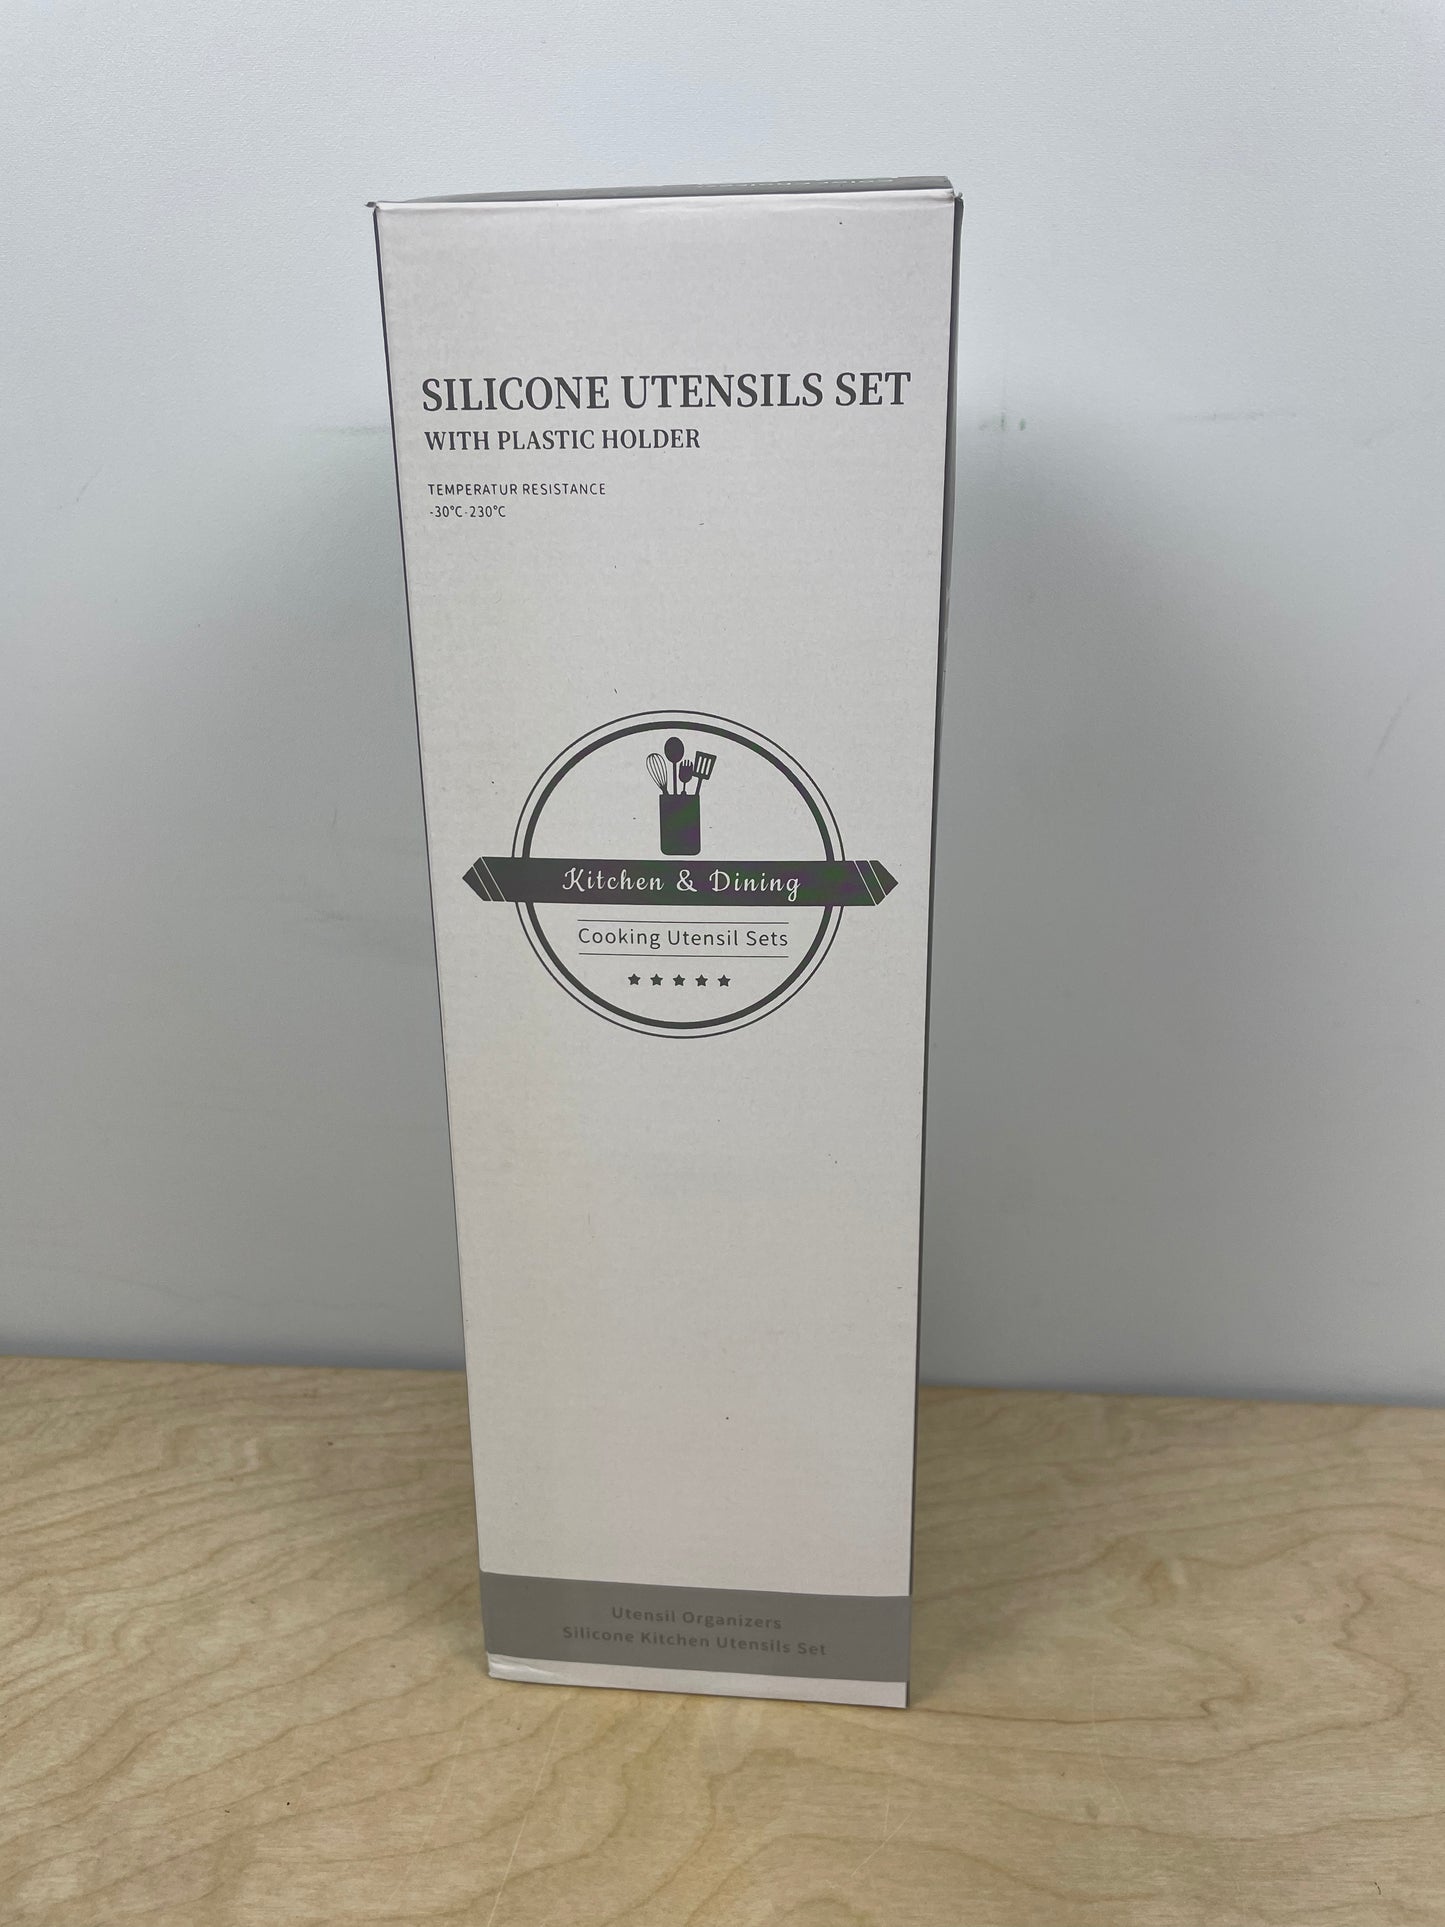 SILICONE UTENSILS SET
WITH PLASTIC HOLDER
TEMPERATUR RESISTANCE
-30°C-230°C
Kitchen & Dining
Cooking Utensil Sets
Utensil Organizers
Silicone Kitchen Utensils Set